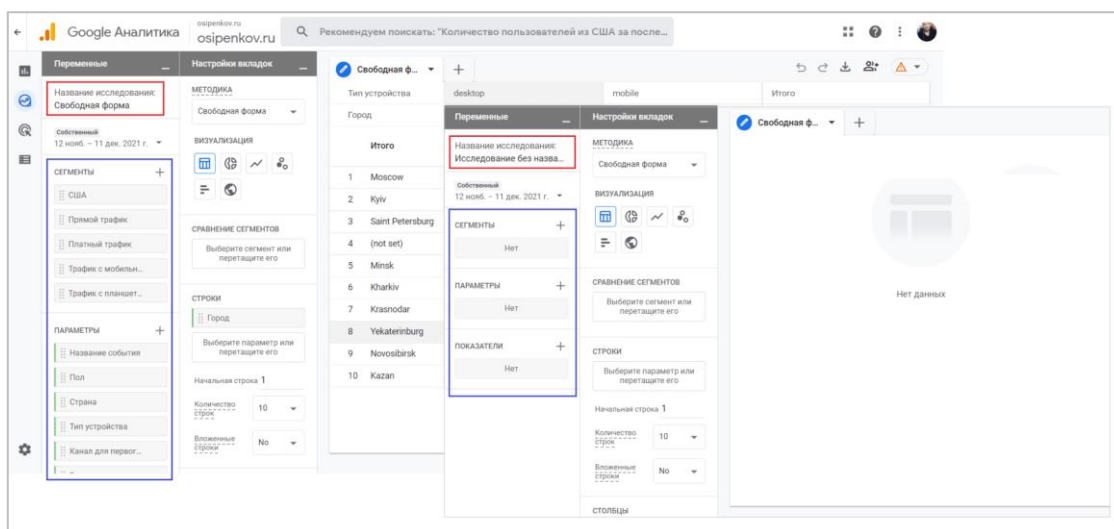 Google Аналитика
osipenkov.ru
osipenkov.ru
Рекомендуем поискать: "Количество пользователей из США за после...
Переменные
Название исследования:
Свободная форма
Собственный
12 нояб. – 11 дек. 2021 г.
СЕГМЕНТЫ
США
Прямой трафик
Платный трафик
Трафик с мобильн...
Трафик с планшет...
ПАРАМЕТРЫ
Название события
Пол
Страна
Тип устройства
Канал для первог...
Настройки вкладок
МЕТОДИКА
Свободная форма
ВИЗУАЛИЗАЦИЯ
СРАВНЕНИЕ СЕГМЕНТОВ
Выберите сегмент или
перетащите его
СТРОКИ
Город
Выберите параметр или
перетащите его
Начальная строка 1
Количество
строк
10
Вложенные
строки
No
Свободная ф...
Тип устройства
desktop
mobile
Итого
Город
Итого
1 Moscow
2 Kyiv
3 Saint Petersburg
4 (not set)
5 Minsk
6 Kharkiv
7 Krasnodar
8 Yekaterinburg
9 Novosibirsk
10 Kazan
Переменные
Название исследования:
Исследование без назва...
Собственный
12 нояб. – 11 дек. 2021 г.
СЕГМЕНТЫ
Нет
ПАРАМЕТРЫ
Нет
ПОКАЗАТЕЛИ
Нет
Настройки вкладок
МЕТОДИКА
Свободная форма
ВИЗУАЛИЗАЦИЯ
СРАВНЕНИЕ СЕГМЕНТОВ
Выберите сегмент или
перетащите его
СТРОКИ
Выберите параметр или
перетащите его
Начальная строка 1
Количество
строк
10
Вложенные
строки
No
СТОЛБЦЫ
Свободная ф...
Нет данных